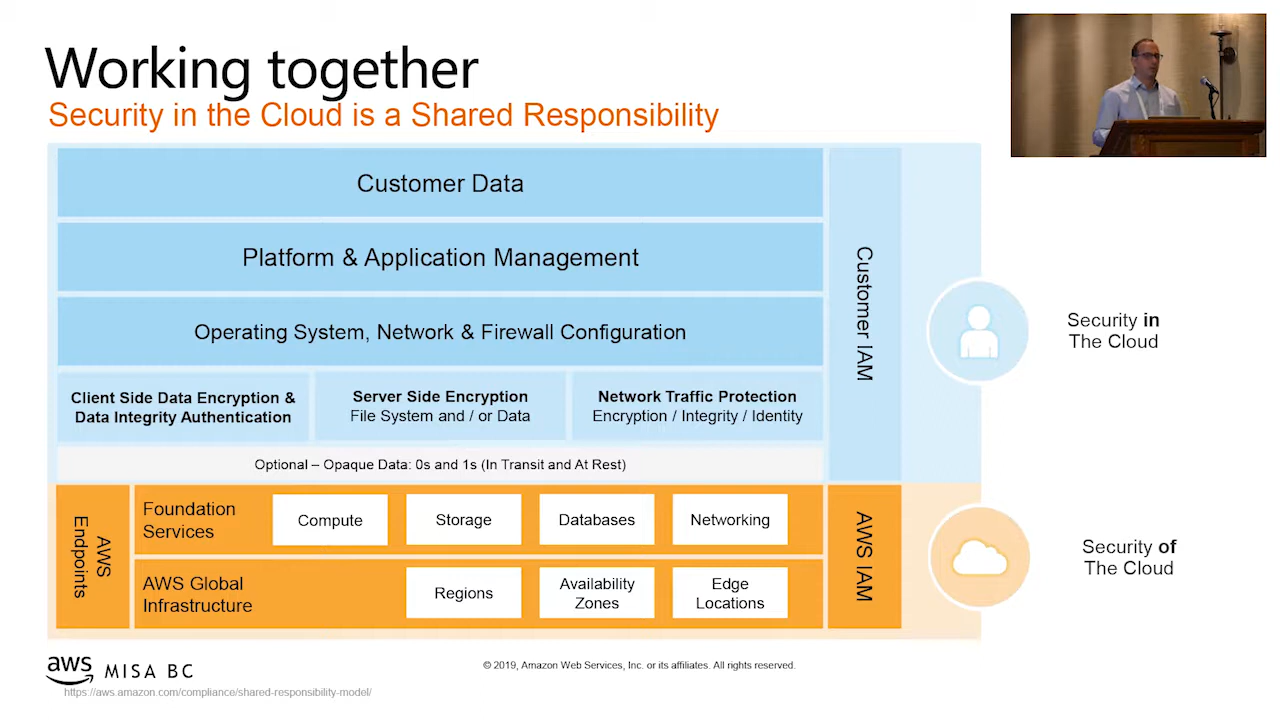 Working together
Security in the Cloud is a Shared Responsibility
Customer Data
Platform & Application Management
Operating System, Network & Firewall Configuration
Client Side Data Encryption &
Data Integrity Authentication
Server Side Encryption
File System and / or Data
Network Traffic Protection
Encryption / Integrity / Identity
Optional – Opaque Data: 0s and 1s (In Transit and At Rest)
Customer IAM
Security in
The Cloud
AWS
Endpoints
Foundation
Services
Compute
Storage
Databases
Networking
AWS Global
Infrastructure
Regions
Availability
Zones
Edge
Locations
AWS IAM
Security of
The Cloud
aws
MISA BC
© 2019, Amazon Web Services, Inc. or its affiliates. All rights reserved.
https://aws.amazon.com/compliance/shared-responsibility-model/